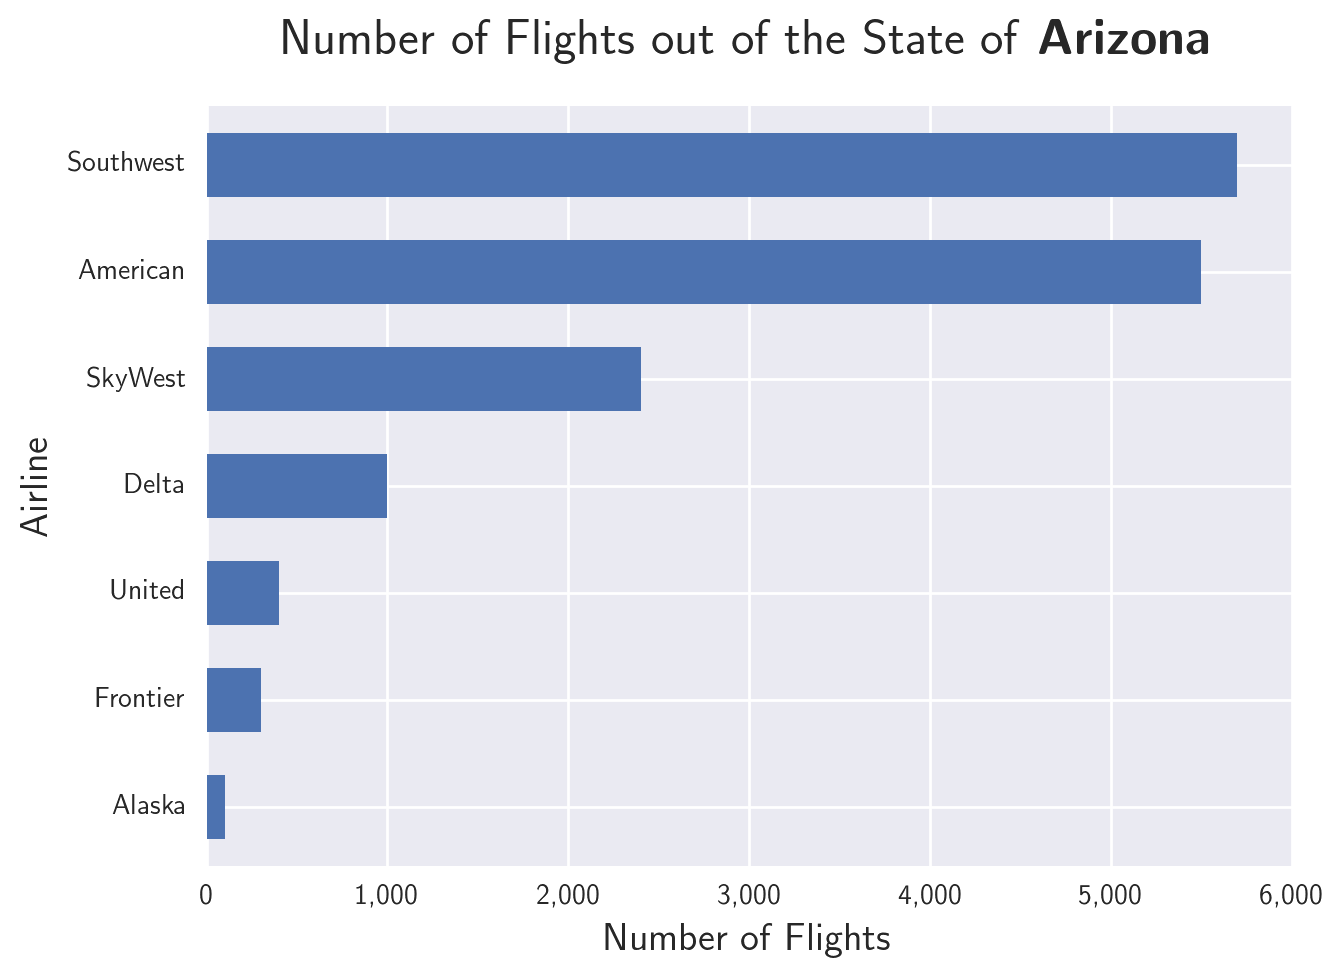 Number of Flights out of the State of Arizona
Southwest
American
SkyWest
Delta
United
Frontier
Alaska
Airline
0 1,000 2,000 3,000 4,000 5,000 6,000
Number of Flights